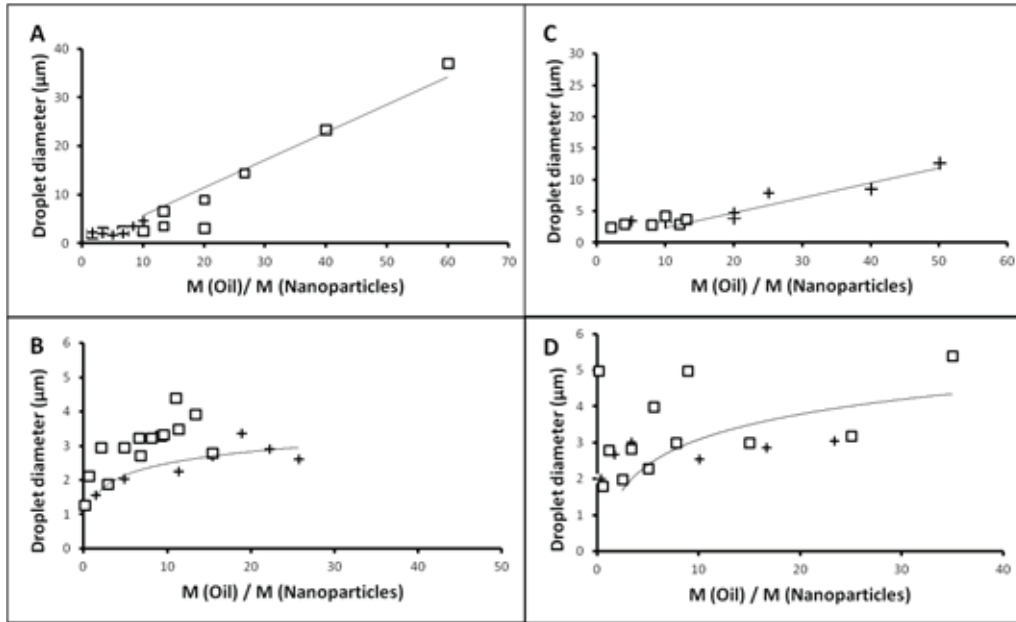 A
Droplet diameter (µm)
40
30
20
10
0
0 10 20 30 40 50 60 70
M (Oil)/ M (Nanoparticles)
C
Droplet diameter (µm)
30
25
20
15
10
5
0
0 10 20 30 40 50 60
M (Oil) / M (Nanoparticles)
B
Droplet diameter (µm)
6
5
4
3
2
1
0
0 10 20 30 40 50
M (Oil) / M (Nanoparticles)
D
Droplet diameter (µm)
6
5
4
3
2
1
0
0 10 20 30 40
M (Oil) / M (Nanoparticles)